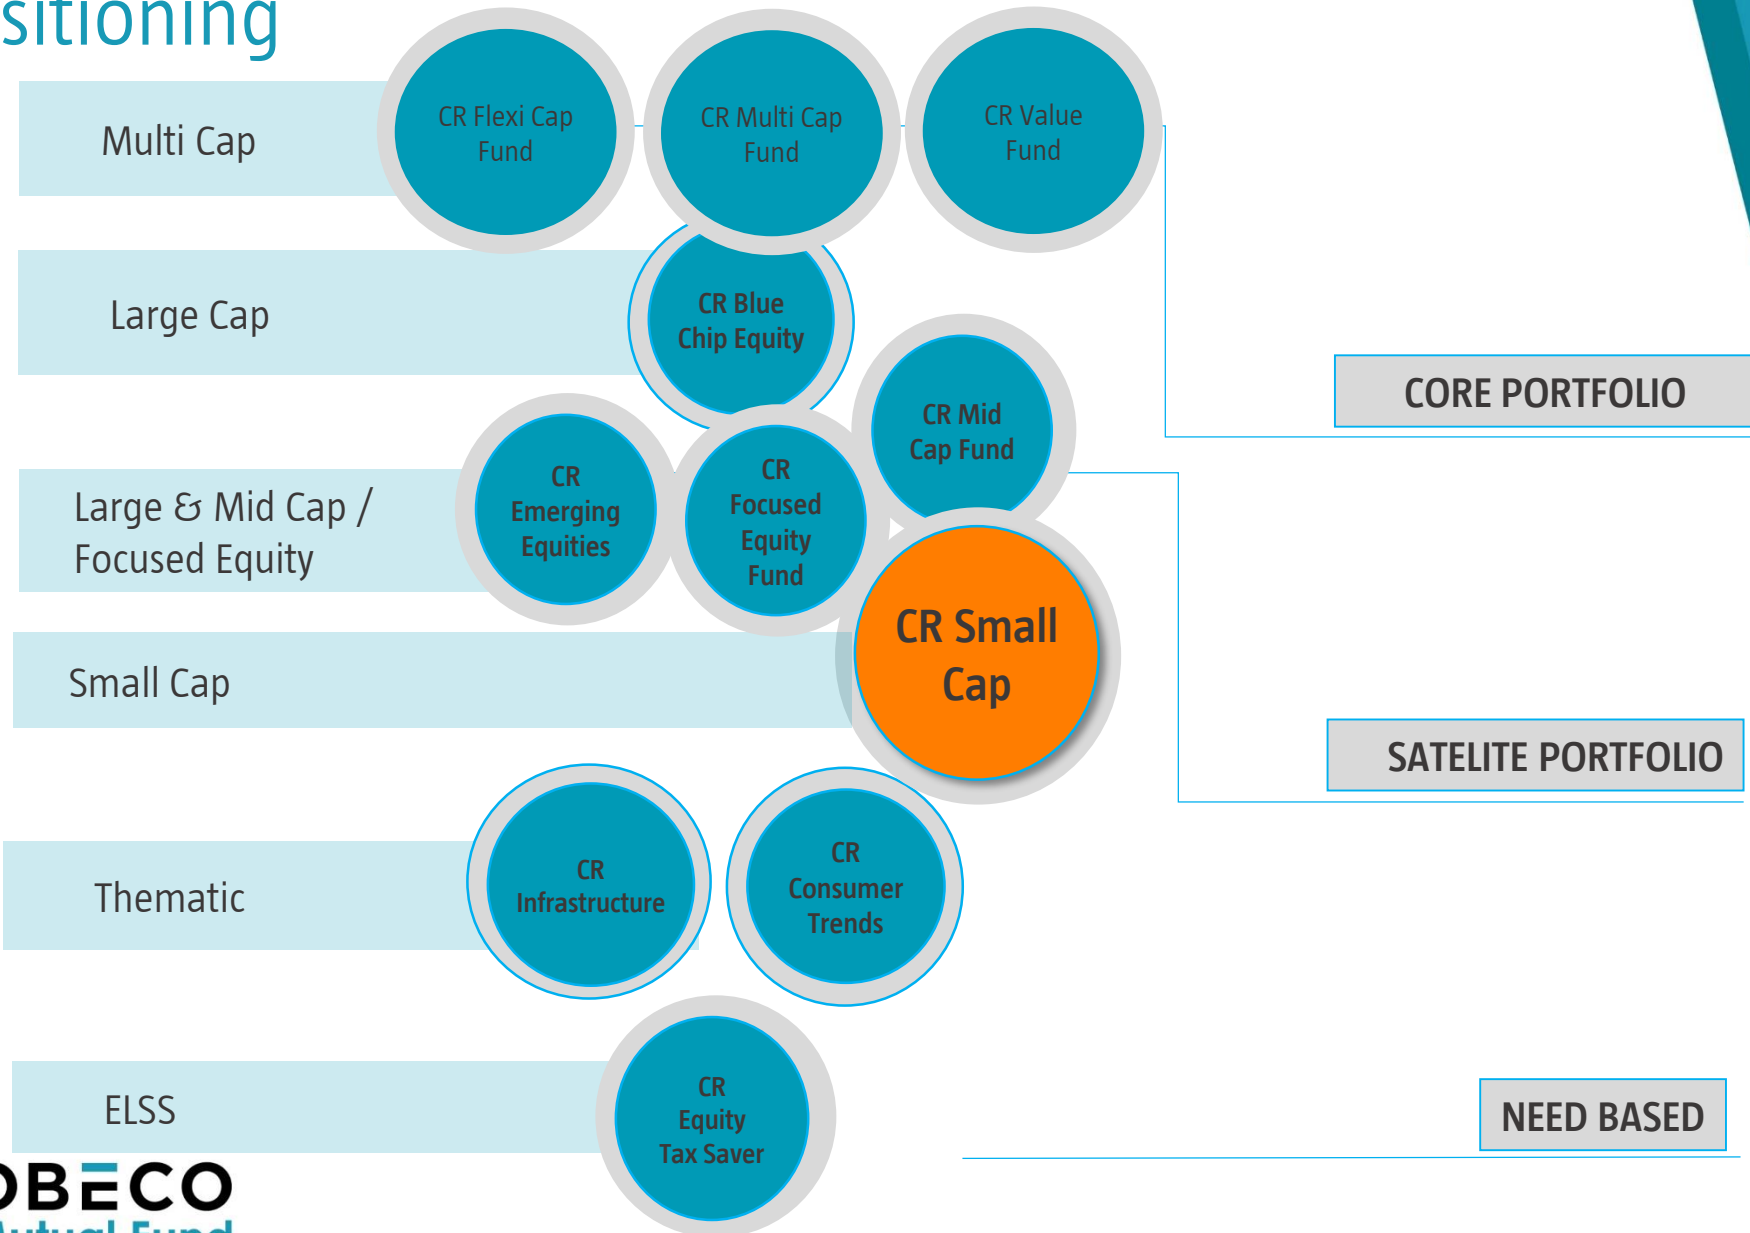 sitioning
Multi Cap
CR Flexi Cap
Fund
CR Multi Cap
Fund
CR Value
Fund
Large Cap
CR Blue
Chip Equity
CR Mid
Cap Fund
CORE PORTFOLIO
Large & Mid Cap /
Focused Equity
CR
Emerging
Equities
CR
Focused
Equity
Fund
Small Cap
CR Small
Cap
SATELITE PORTFOLIO
Thematic
CR
Infrastructure
CR
Consumer
Trends
ELSS
CR
Equity
Tax Saver
NEED BASED
OBECO
Mutual Fund